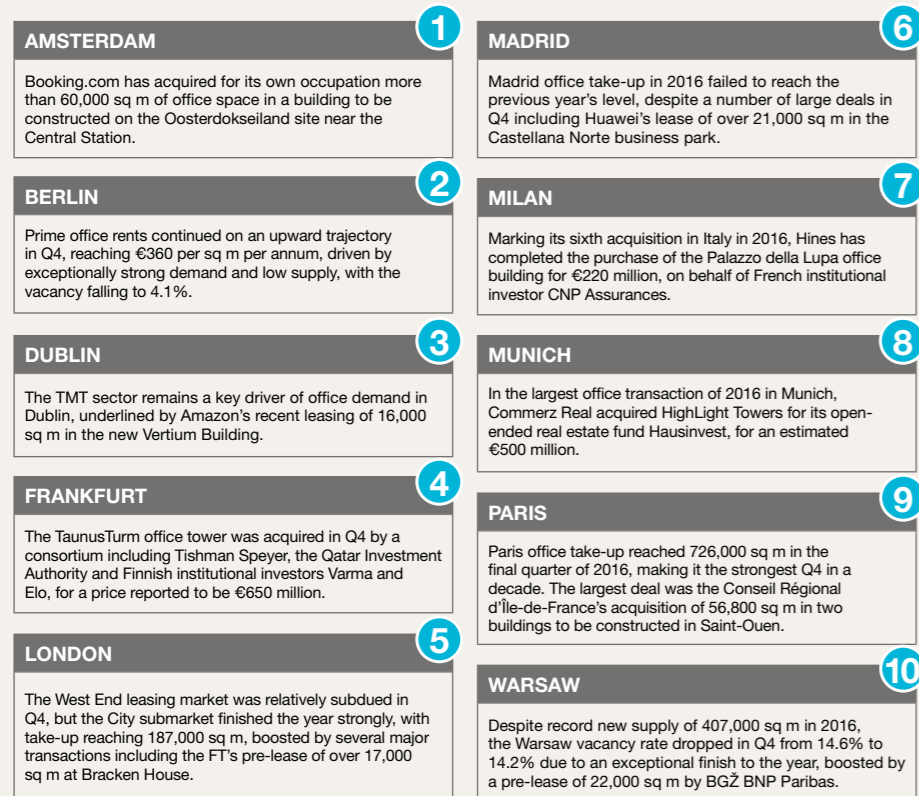 1
AMSTERDAM
Booking.com has acquired for its own occupation more
than 60,000 sq m of office space in a building to be
constructed on the Oosterdokseiland site near the
Central Station.
2
BERLIN
Prime office rents continued on an upward trajectory
in Q4, reaching €360 per sq m per annum, driven by
exceptionally strong demand and low supply, with the
vacancy falling to 4.1%.
3
DUBLIN
The TMT sector remains a key driver of office demand in
Dublin, underlined by Amazon's recent leasing of 16,000
sq m in the new Vertium Building.
4
FRANKFURT
The TaunusTurm office tower was acquired in Q4 by a
consortium including Tishman Speyer, the Qatar Investment
Authority and Finnish institutional investors Varma and
Elo, for a price reported to be €650 million.
5
LONDON
The West End leasing market was relatively subdued in
Q4, but the City submarket finished the year strongly, with
take-up reaching 187,000 sq m, boosted by several major
transactions including the FT's pre-lease of over 17,000
sq m at Bracken House.
6
MADRID
Madrid office take-up in 2016 failed to reach the
previous year's level, despite a number of large deals in
Q4 including Huawei's lease of over 21,000 sq m in the
Castellana Norte business park.
7
MILAN
Marking its sixth acquisition in Italy in 2016, Hines has
completed the purchase of the Palazzo della Lupa office
building for €220 million, on behalf of French institutional
investor CNP Assurances.
8
MUNICH
In the largest office transaction of 2016 in Munich,
Commerz Real acquired HighLight Towers for its open-
ended real estate fund Hausinvest, for an estimated
€500 million.
9
PARIS
Paris office take-up reached 726,000 sq m in the
final quarter of 2016, making it the strongest Q4 in a
decade. The largest deal was the Conseil Régional
d'Île-de-France's acquisition of 56,800 sq m in two
buildings to be constructed in Saint-Ouen.
10
WARSAW
Despite record new supply of 407,000 sq m in 2016,
the Warsaw vacancy rate dropped in Q4 from 14.6% to
14.2% due to an exceptional finish to the year, boosted by
a pre-lease of 22,000 sq m by BGŽ BNP Paribas.